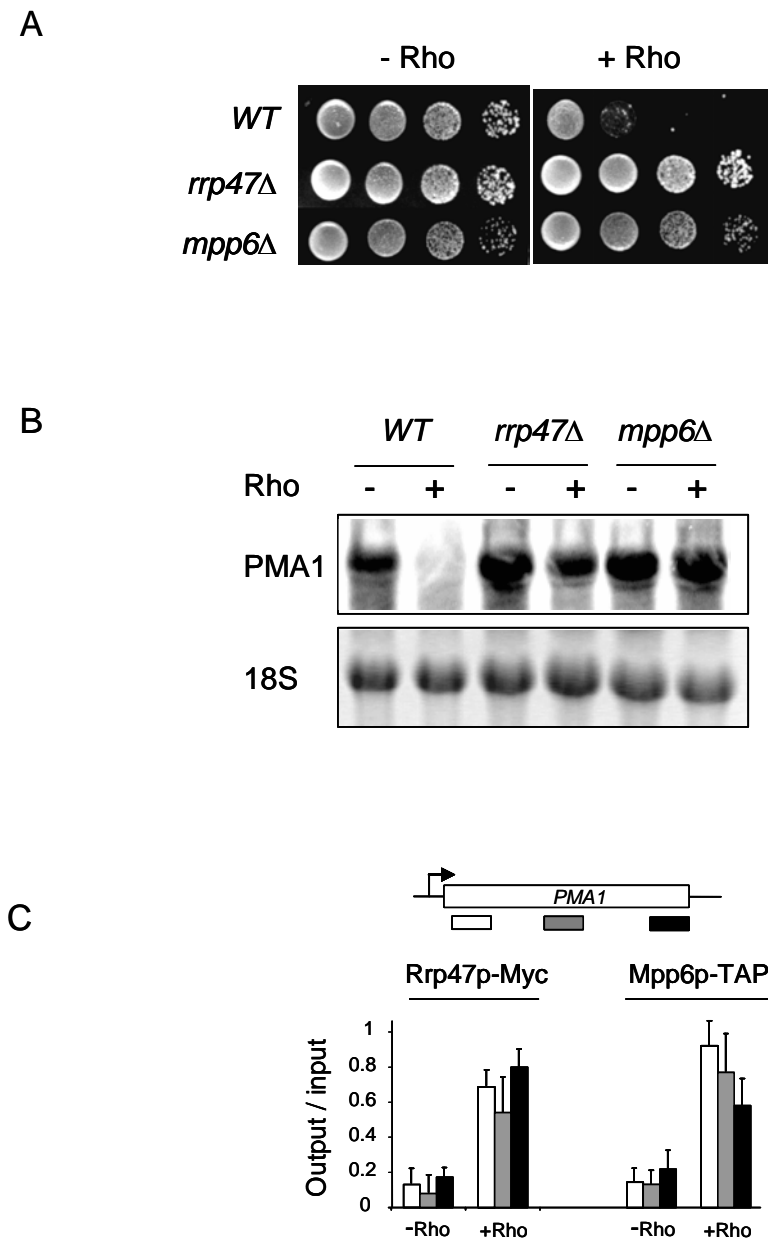 A
- Rho + Rho
WT
rrp47Δ
mpp6Δ
B
WT rrp47Δ mpp6Δ
Rho - + - + - +
PMA1
18S
PMA1
C
Rrp47p-Myc Mpp6p-TAP
Output / input
1
0.8
0.6
0.4
0.2
0
-Rho +Rho -Rho +Rho